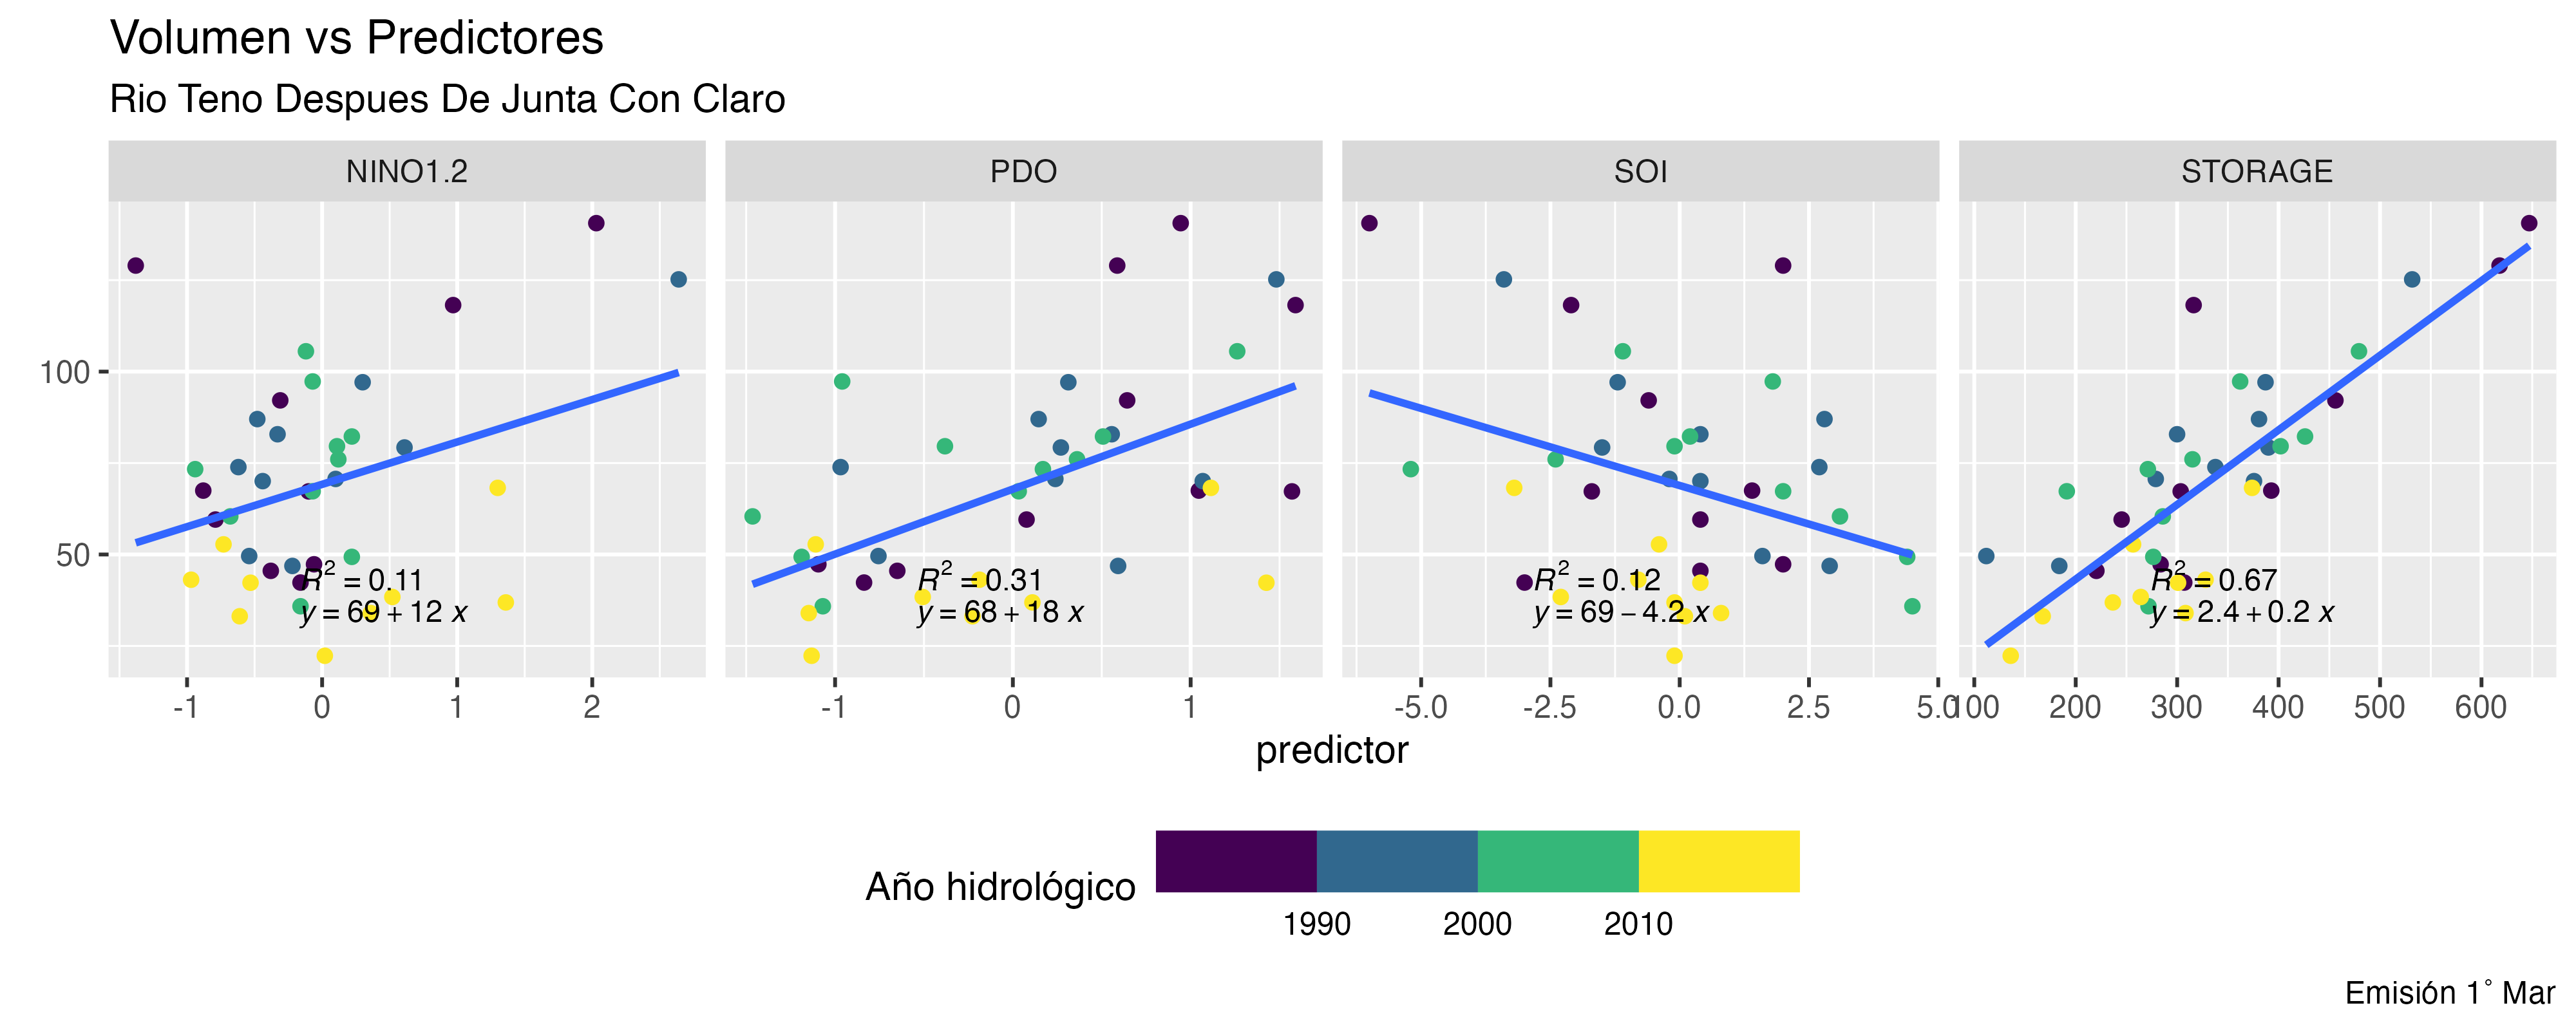 Volumen vs Predictores
Rio Teno Despues De Junta Con Claro
NINO1.2 PDO SOI STORAGE
100
50
R² = 0.11 R² = 0.31 R² = 0.12 R² = 0.67
y = 69 + 12 x y = 68 + 18 x y = 69 − 4.2 x y = 2.4 + 0.2 x
-1 0 1 2 -1 0 1 -5.0 -2.5 0.0 2.5 5.0 100 200 300 400 500 600
predictor
Año hidrológico
1990 2000 2010
Emisión 1° Mar